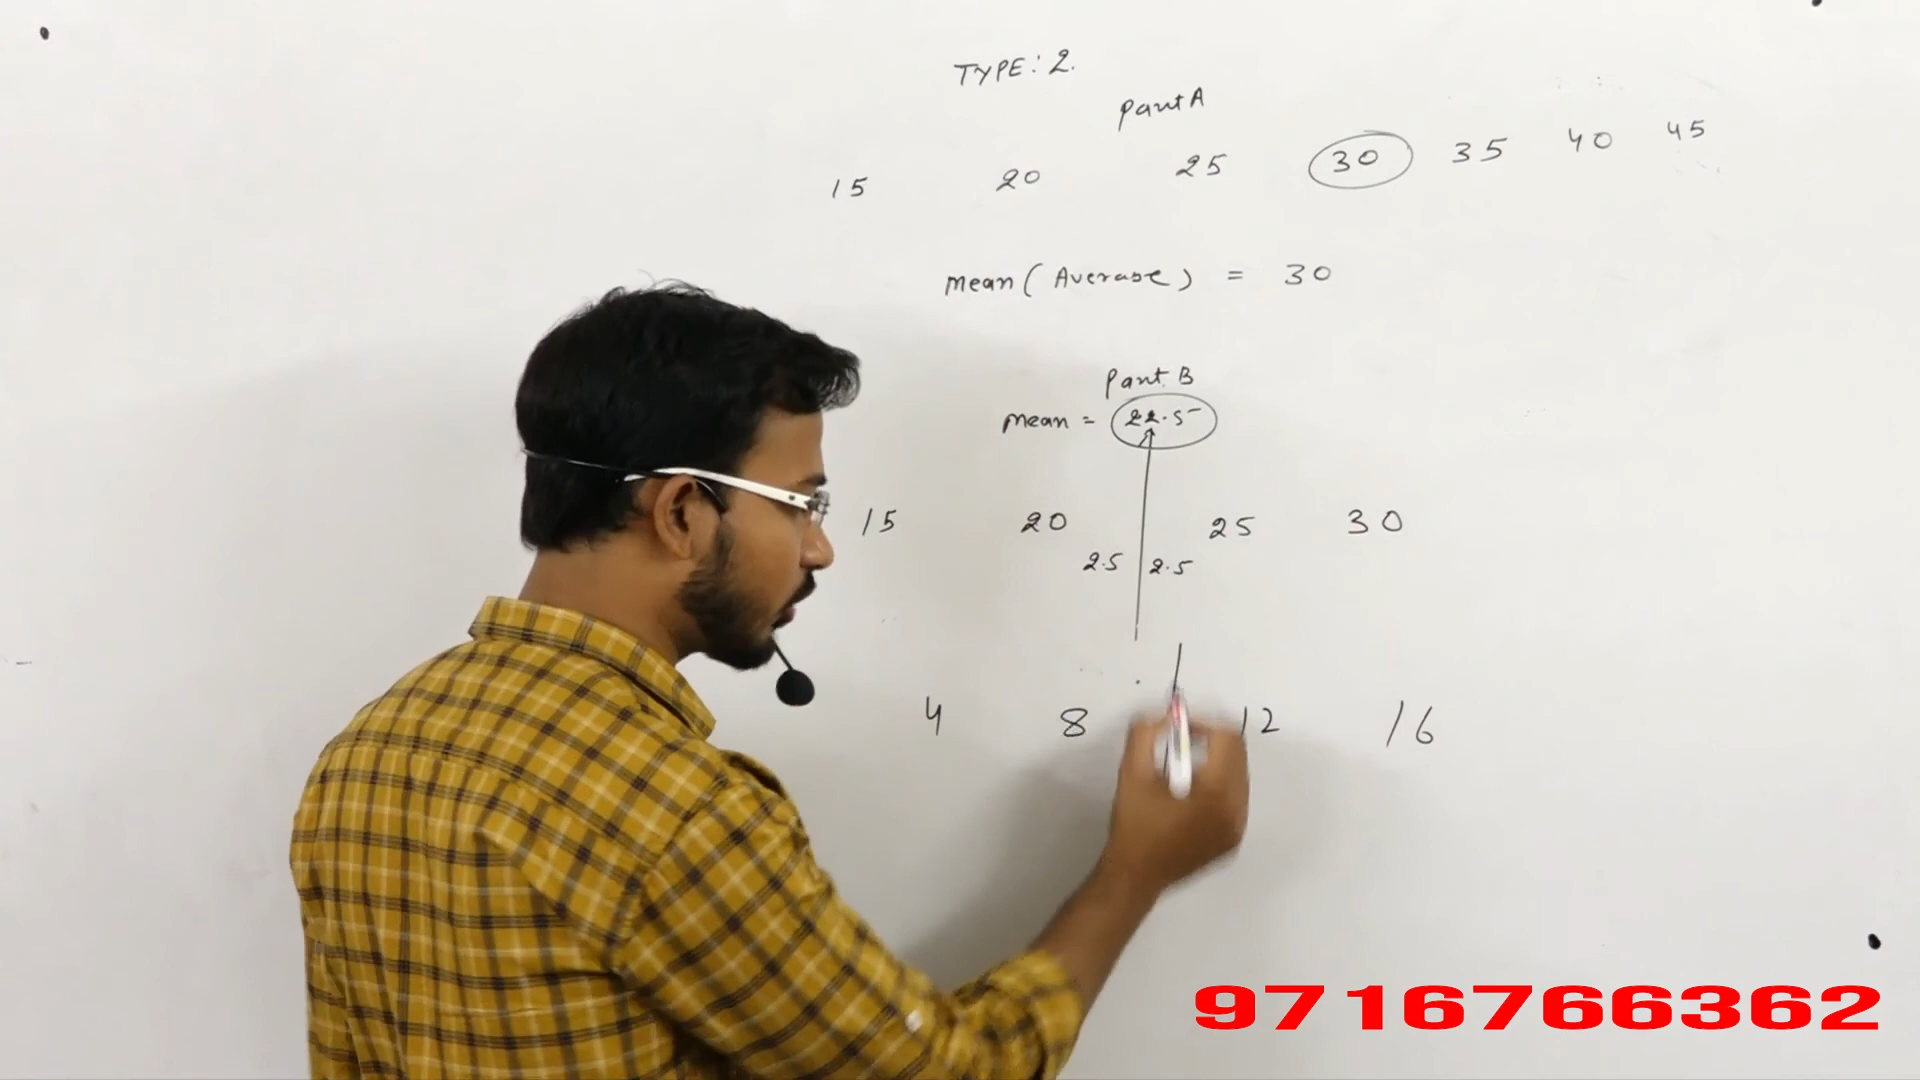 TYPE: 2.
Part A
15 20 25 30 35 40 45
Mean (Average) = 30
Part B
Mean = 22.5
15 20 25 30
2.5 2.5
4 8 12 16
9716766362